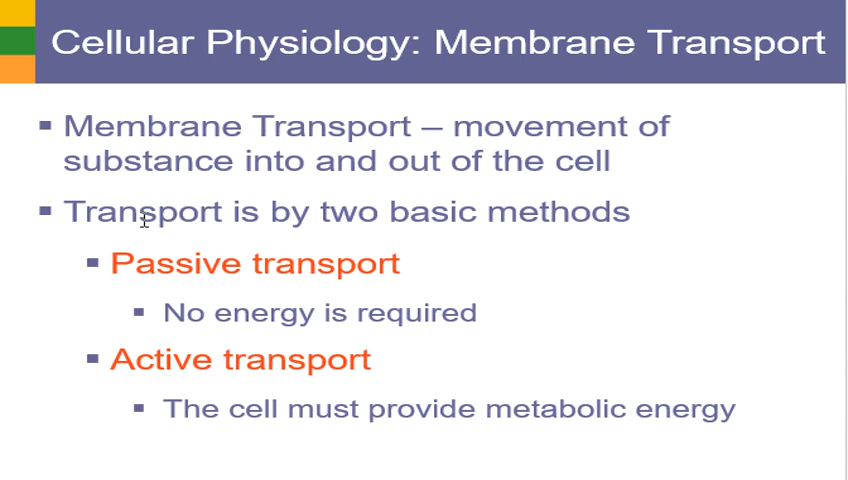 Cellular Physiology: Membrane Transport
Membrane Transport – movement of
substance into and out of the cell
Transport is by two basic methods
Passive transport
No energy is required
Active transport
The cell must provide metabolic energy